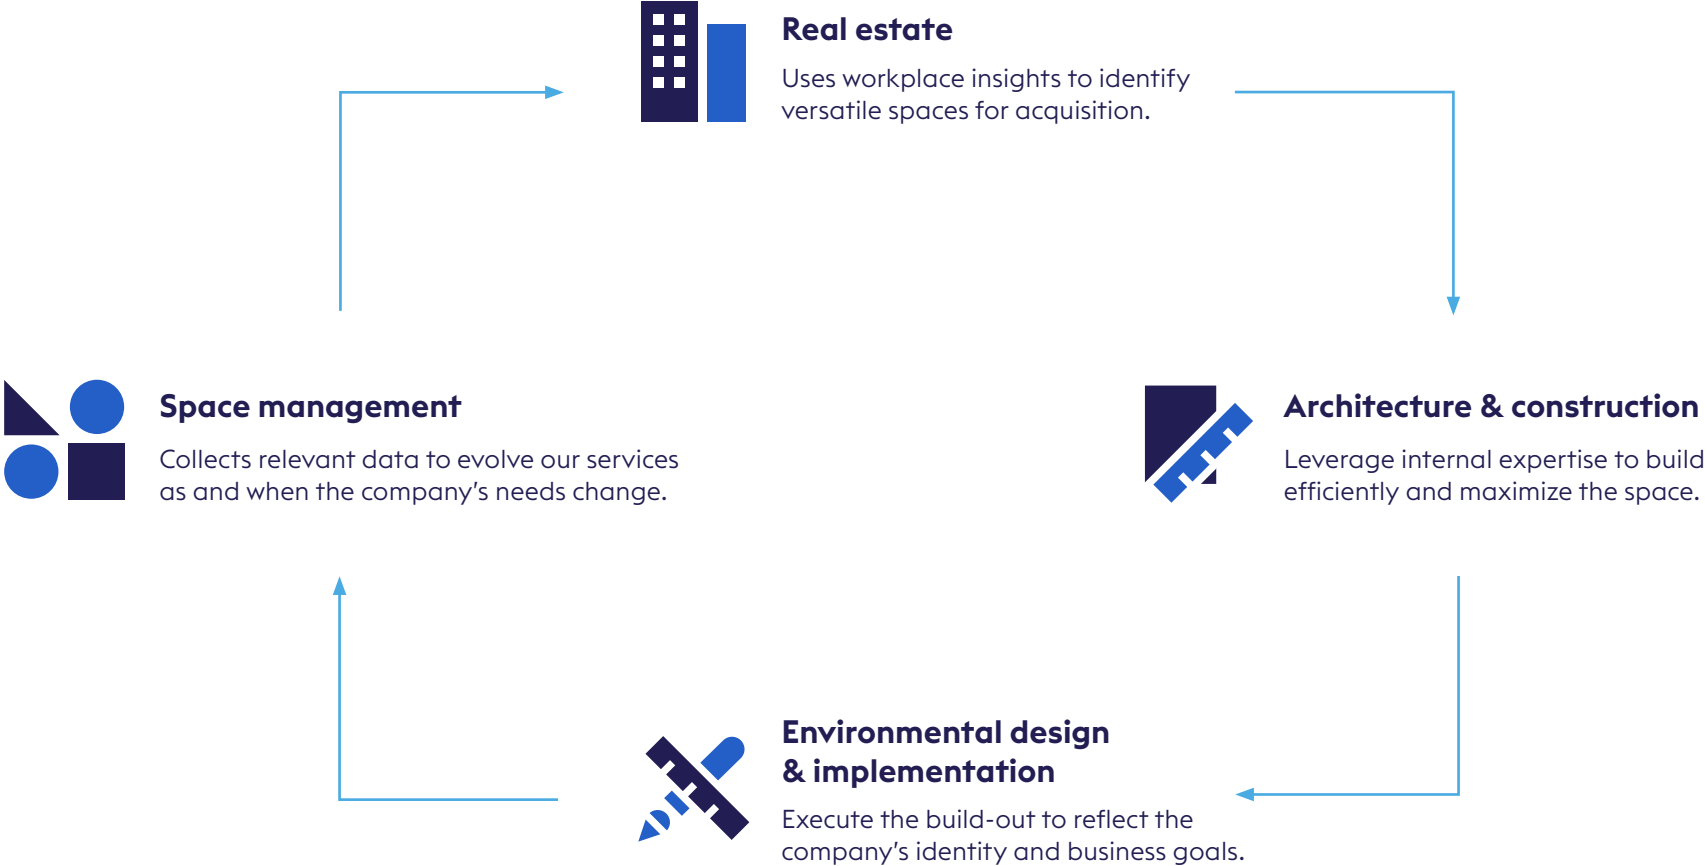 Real estate
Uses workplace insights to identify
versatile spaces for acquisition.
Space management
Collects relevant data to evolve our services
as and when the company’s needs change.
Architecture & construction
Leverage internal expertise to build
efficiently and maximize the space.
Environmental design
& implementation
Execute the build-out to reflect the
company’s identity and business goals.